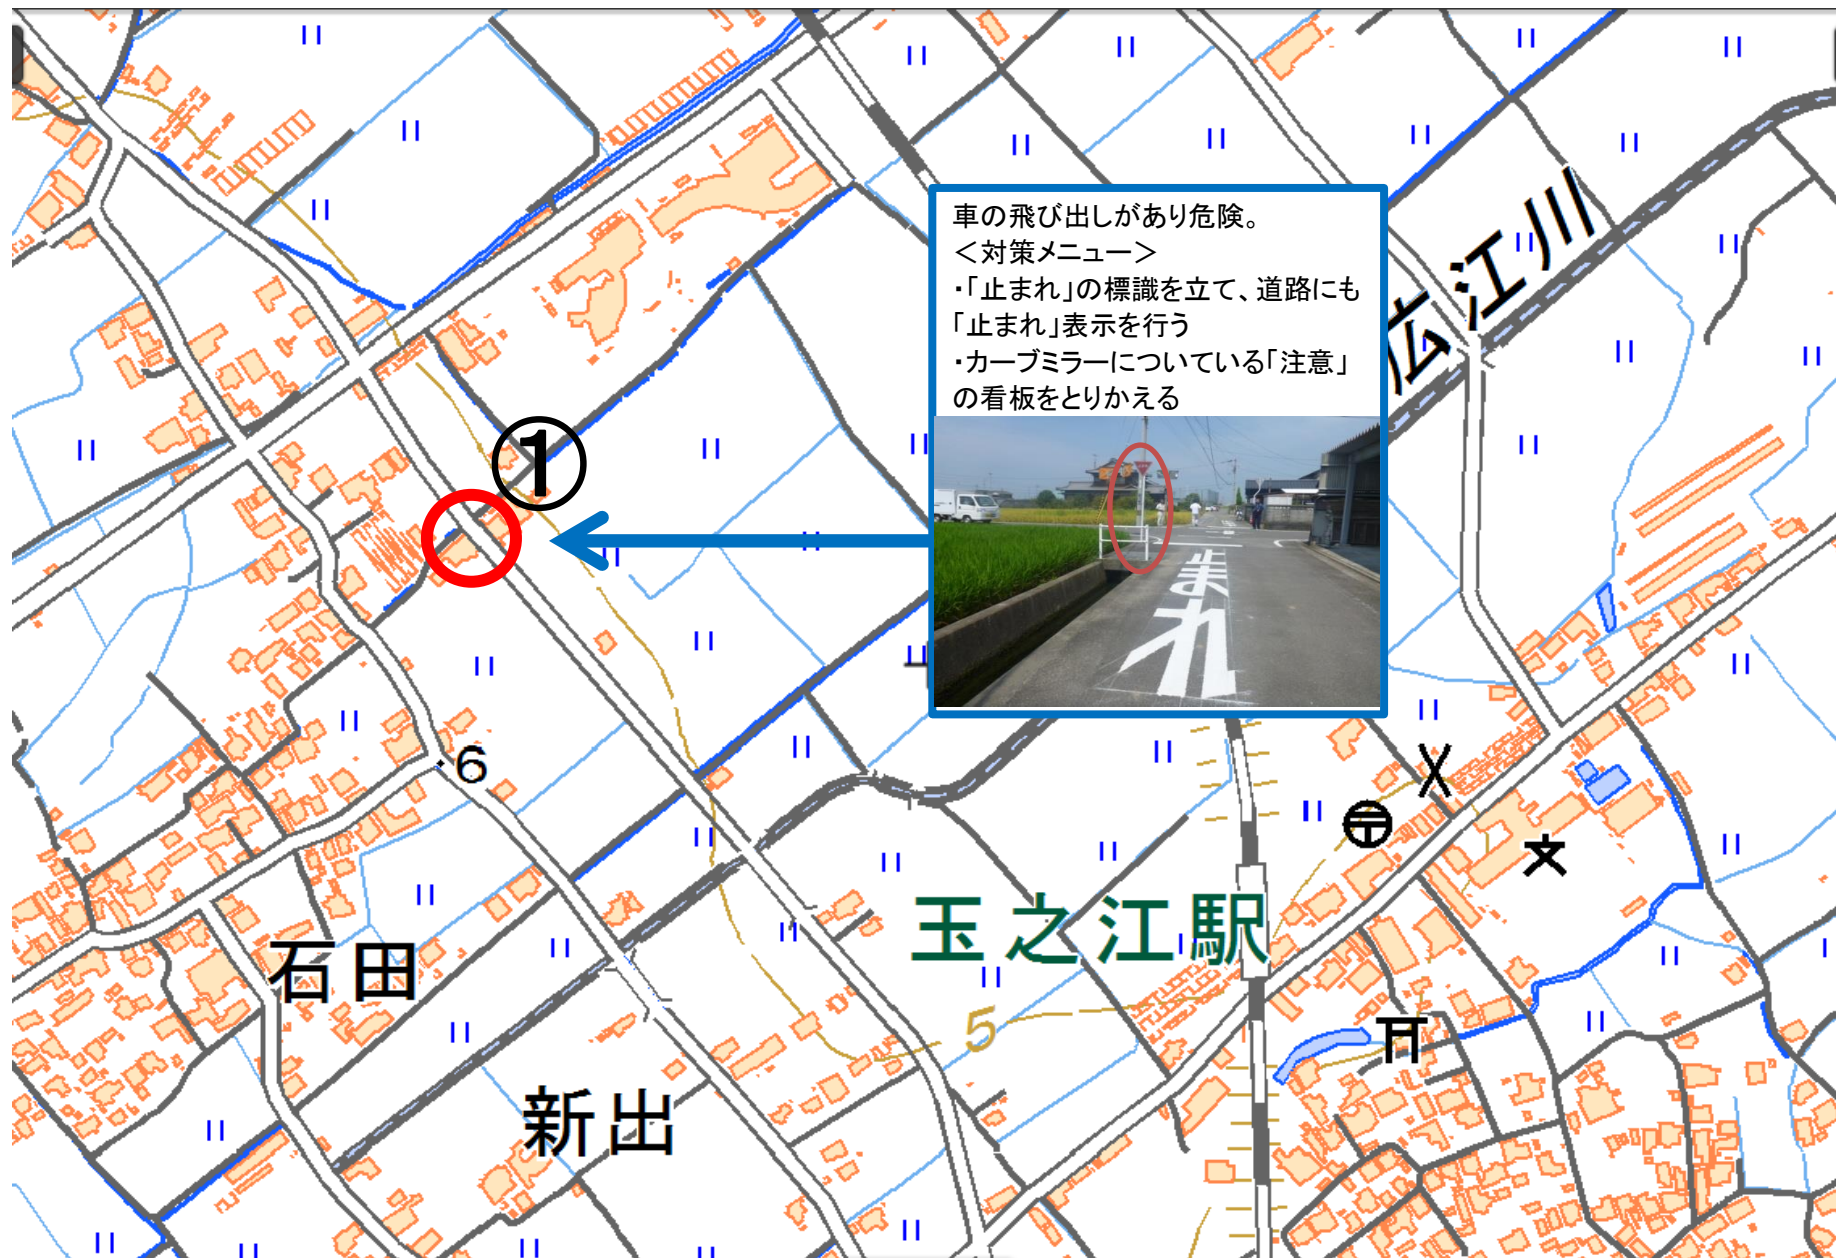 車の飛び出しがあり危険。
＜対策メニュー＞
・「止まれ」の標識を立て、道路にも
「止まれ」表示を行う
・カーブミラーについている「注意」
の看板をとりかえる
広江川
①
まれ
6
玉之江駅
石田
5
新出